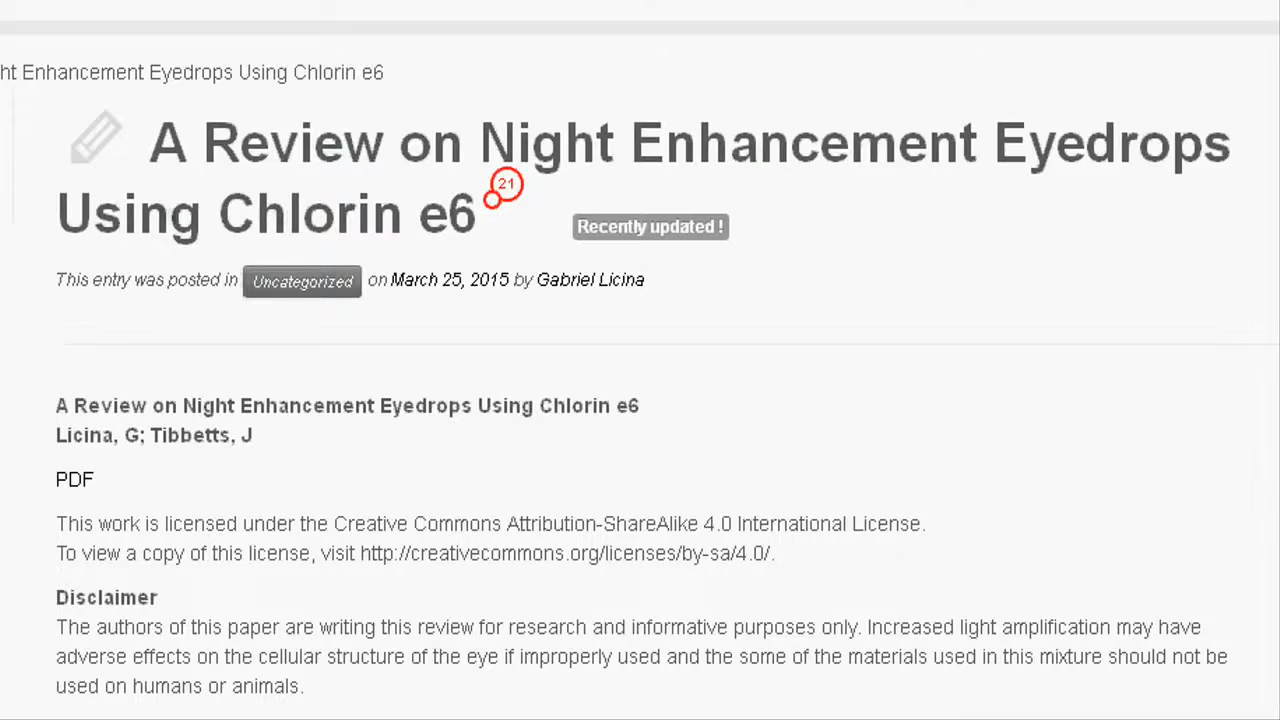 ht Enhancement Eyedrops Using Chlorin e6
A Review on Night Enhancement Eyedrops
Using Chlorin e6
21
Recently updated !
This entry was posted in Uncategorized on March 25, 2015 by Gabriel Licina
A Review on Night Enhancement Eyedrops Using Chlorin e6
Licina, G; Tibbetts, J
PDF
This work is licensed under the Creative Commons Attribution-ShareAlike 4.0 International License.
To view a copy of this license, visit http://creativecommons.org/licenses/by-sa/4.0/.
Disclaimer
The authors of this paper are writing this review for research and informative purposes only. Increased light amplification may have
adverse effects on the cellular structure of the eye if improperly used and the some of the materials used in this mixture should not be
used on humans or animals.